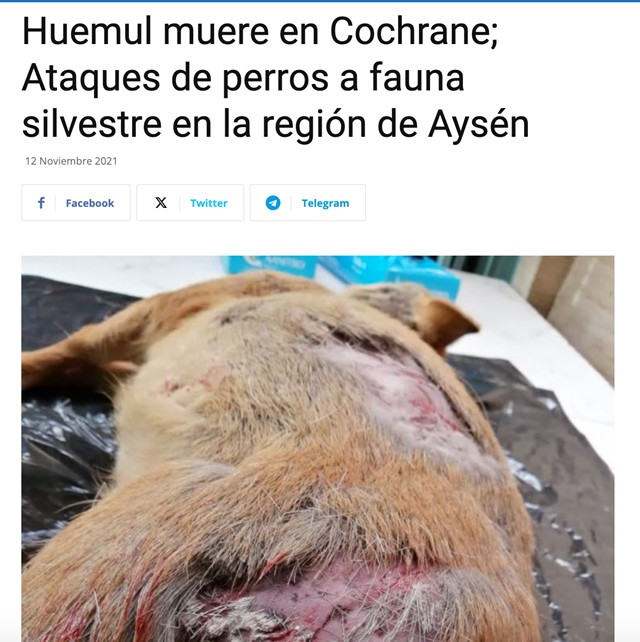 Huemul muere en Cochrane;
Ataques de perros a fauna
silvestre en la región de Aysén
12 Noviembre 2021
Facebook
Twitter
Telegram